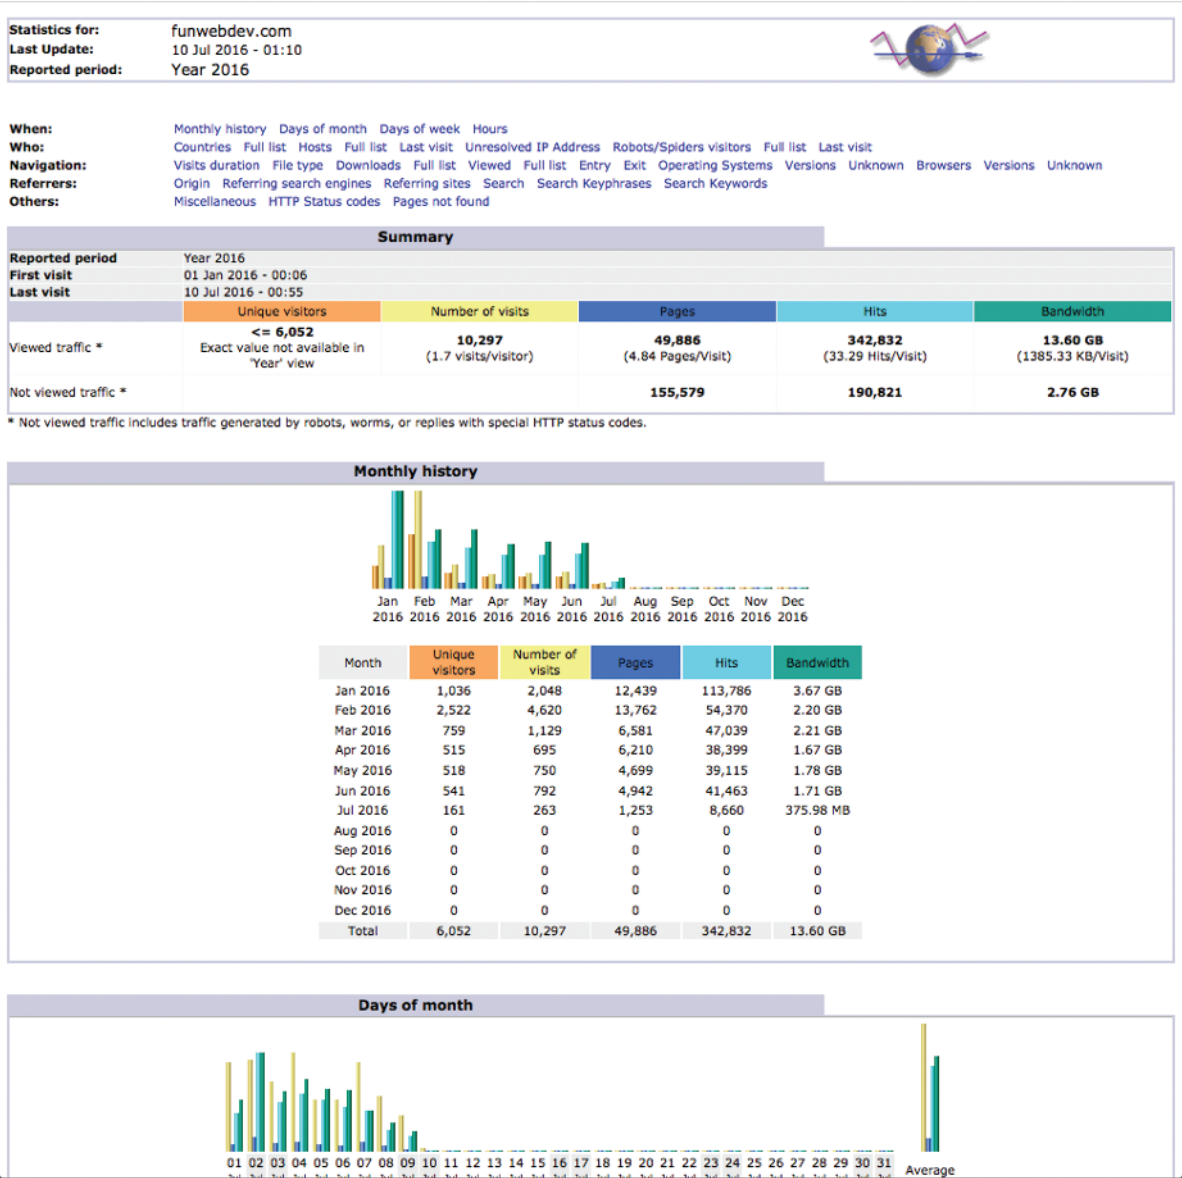 Statistics for: funwebdev.com
Last Update: 10 Jul 2016 - 01:10
Reported period: Year 2016
When: Monthly history Days of month Days of week Hours
Who: Countries Full list Hosts Full list Last visit Unresolved IP Address Robots/Spiders visitors Full list Last visit
Navigation: Visits duration File type Downloads Full list Viewed Full list Entry Exit Operating Systems Versions Unknown Browsers Versions Unknown
Referrers: Origin Referring search engines Referring sites Search Search Keyphrases Search Keywords
Others: Miscellaneous HTTP Status codes Pages not found
Summary
Reported period Year 2016
First visit 01 Jan 2016 - 00:06
Last visit 10 Jul 2016 - 00:55
Unique visitors Number of visits Pages Hits Bandwidth
Viewed traffic * <= 6,052 Exact value not available in 'Year' view 10,297 (1.7 visits/visitor) 49,886 (4.84 Pages/Visit) 342,832 (33.29 Hits/Visit) 13.60 GB (1385.33 KB/Visit)
Not viewed traffic * 155,579 190,821 2.76 GB
* Not viewed traffic includes traffic generated by robots, worms, or replies with special HTTP status codes.
Monthly history
Jan Feb Mar Apr May Jun Jul Aug Sep Oct Nov Dec
2016 2016 2016 2016 2016 2016 2016 2016 2016 2016 2016 2016
Month Unique visitors Number of visits Pages Hits Bandwidth
Jan 2016 1,036 2,048 12,439 113,786 3.67 GB
Feb 2016 2,522 4,620 13,762 54,370 2.20 GB
Mar 2016 759 1,129 6,581 47,039 2.21 GB
Apr 2016 515 695 6,210 38,399 1.67 GB
May 2016 518 750 4,699 39,115 1.78 GB
Jun 2016 541 792 4,942 41,463 1.71 GB
Jul 2016 161 263 1,253 8,660 375.98 MB
Aug 2016 0 0 0 0 0
Sep 2016 0 0 0 0 0
Oct 2016 0 0 0 0 0
Nov 2016 0 0 0 0 0
Dec 2016 0 0 0 0 0
Total 6,052 10,297 49,886 342,832 13.60 GB
Days of month
01 02 03 04 05 06 07 08 09 10 11 12 13 14 15 16 17 18 19 20 21 22 23 24 25 26 27 28 29 30 31 Average